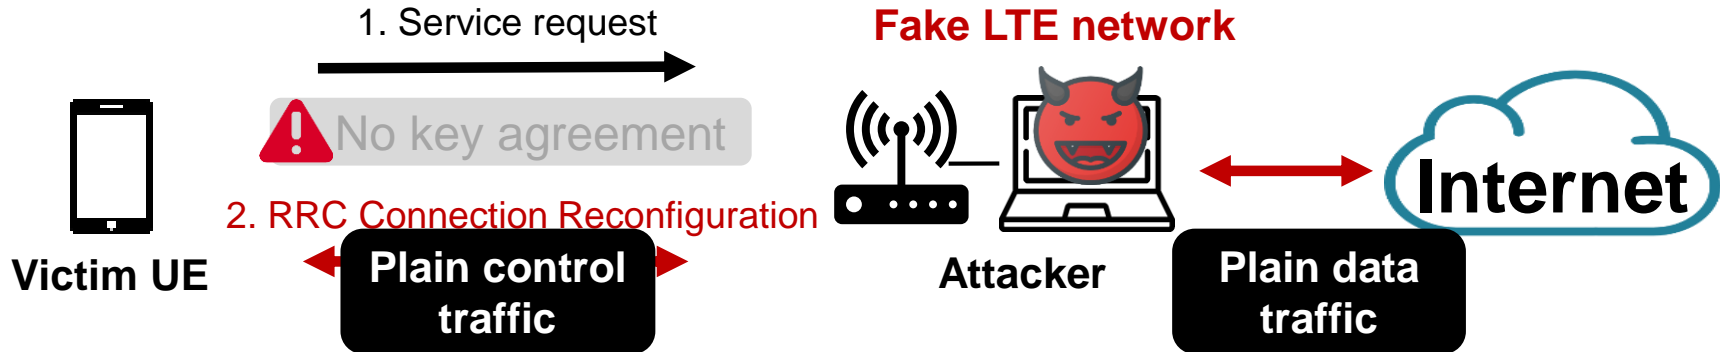 1. Service request
Fake LTE network
No key agreement
2. RRC Connection Reconfiguration
Internet
Victim UE
Plain control
traffic
Attacker
Plain data
traffic